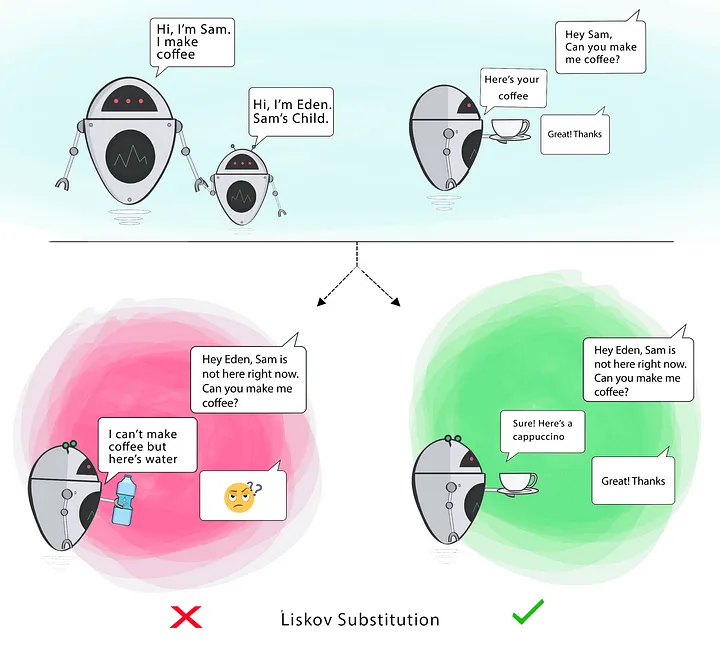 Hi, I'm Sam.
I make
coffee
Hi, I'm Eden.
Sam's Child.
Hey Sam,
Can you make
me coffee?
Here's your
coffee
Great! Thanks
Hey Eden, Sam is
not here right now.
Can you make me
coffee?
I can't make
coffee but
here's water
??
Hey Eden, Sam is
not here right now.
Can you make me
coffee?
Sure! Here's a
cappuccino
Great! Thanks
Liskov Substitution